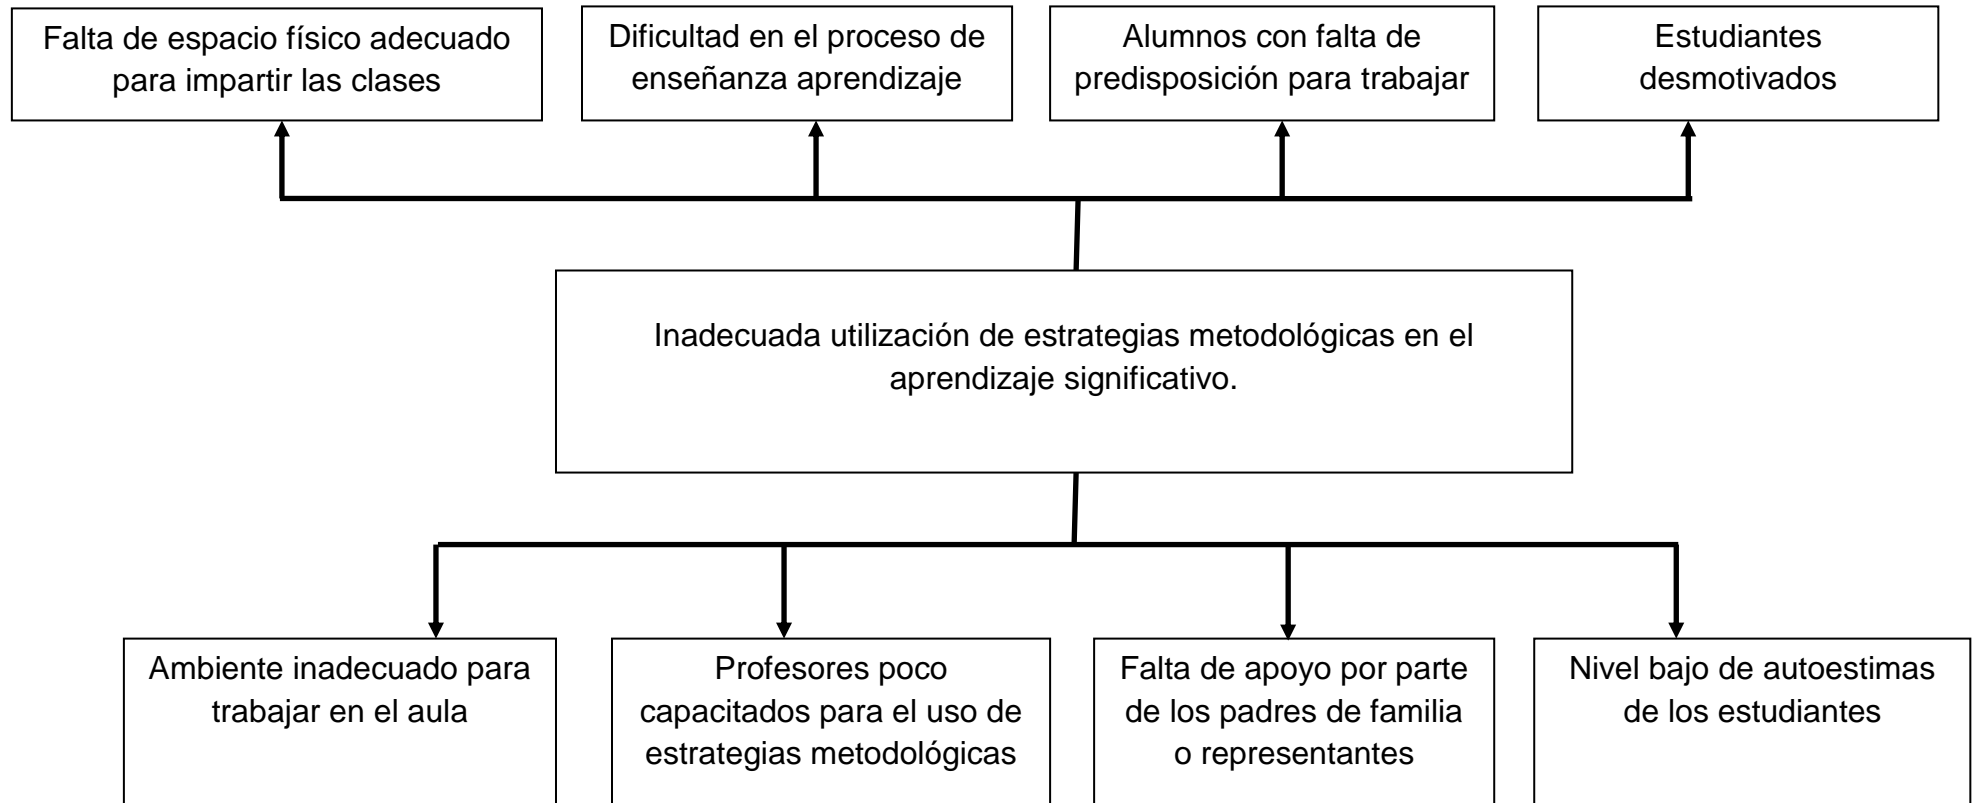 Falta de espacio físico adecuado
para impartir las clases
Dificultad en el proceso de
enseñanza aprendizaje
Alumnos con falta de
predisposición para trabajar
Estudiantes
desmotivados
Inadecuada utilización de estrategias metodológicas en el
aprendizaje significativo.
Ambiente inadecuado para
trabajar en el aula
Profesores poco
capacitados para el uso de
estrategias metodológicas
Falta de apoyo por parte
de los padres de familia
o representantes
Nivel bajo de autoestimas
de los estudiantes